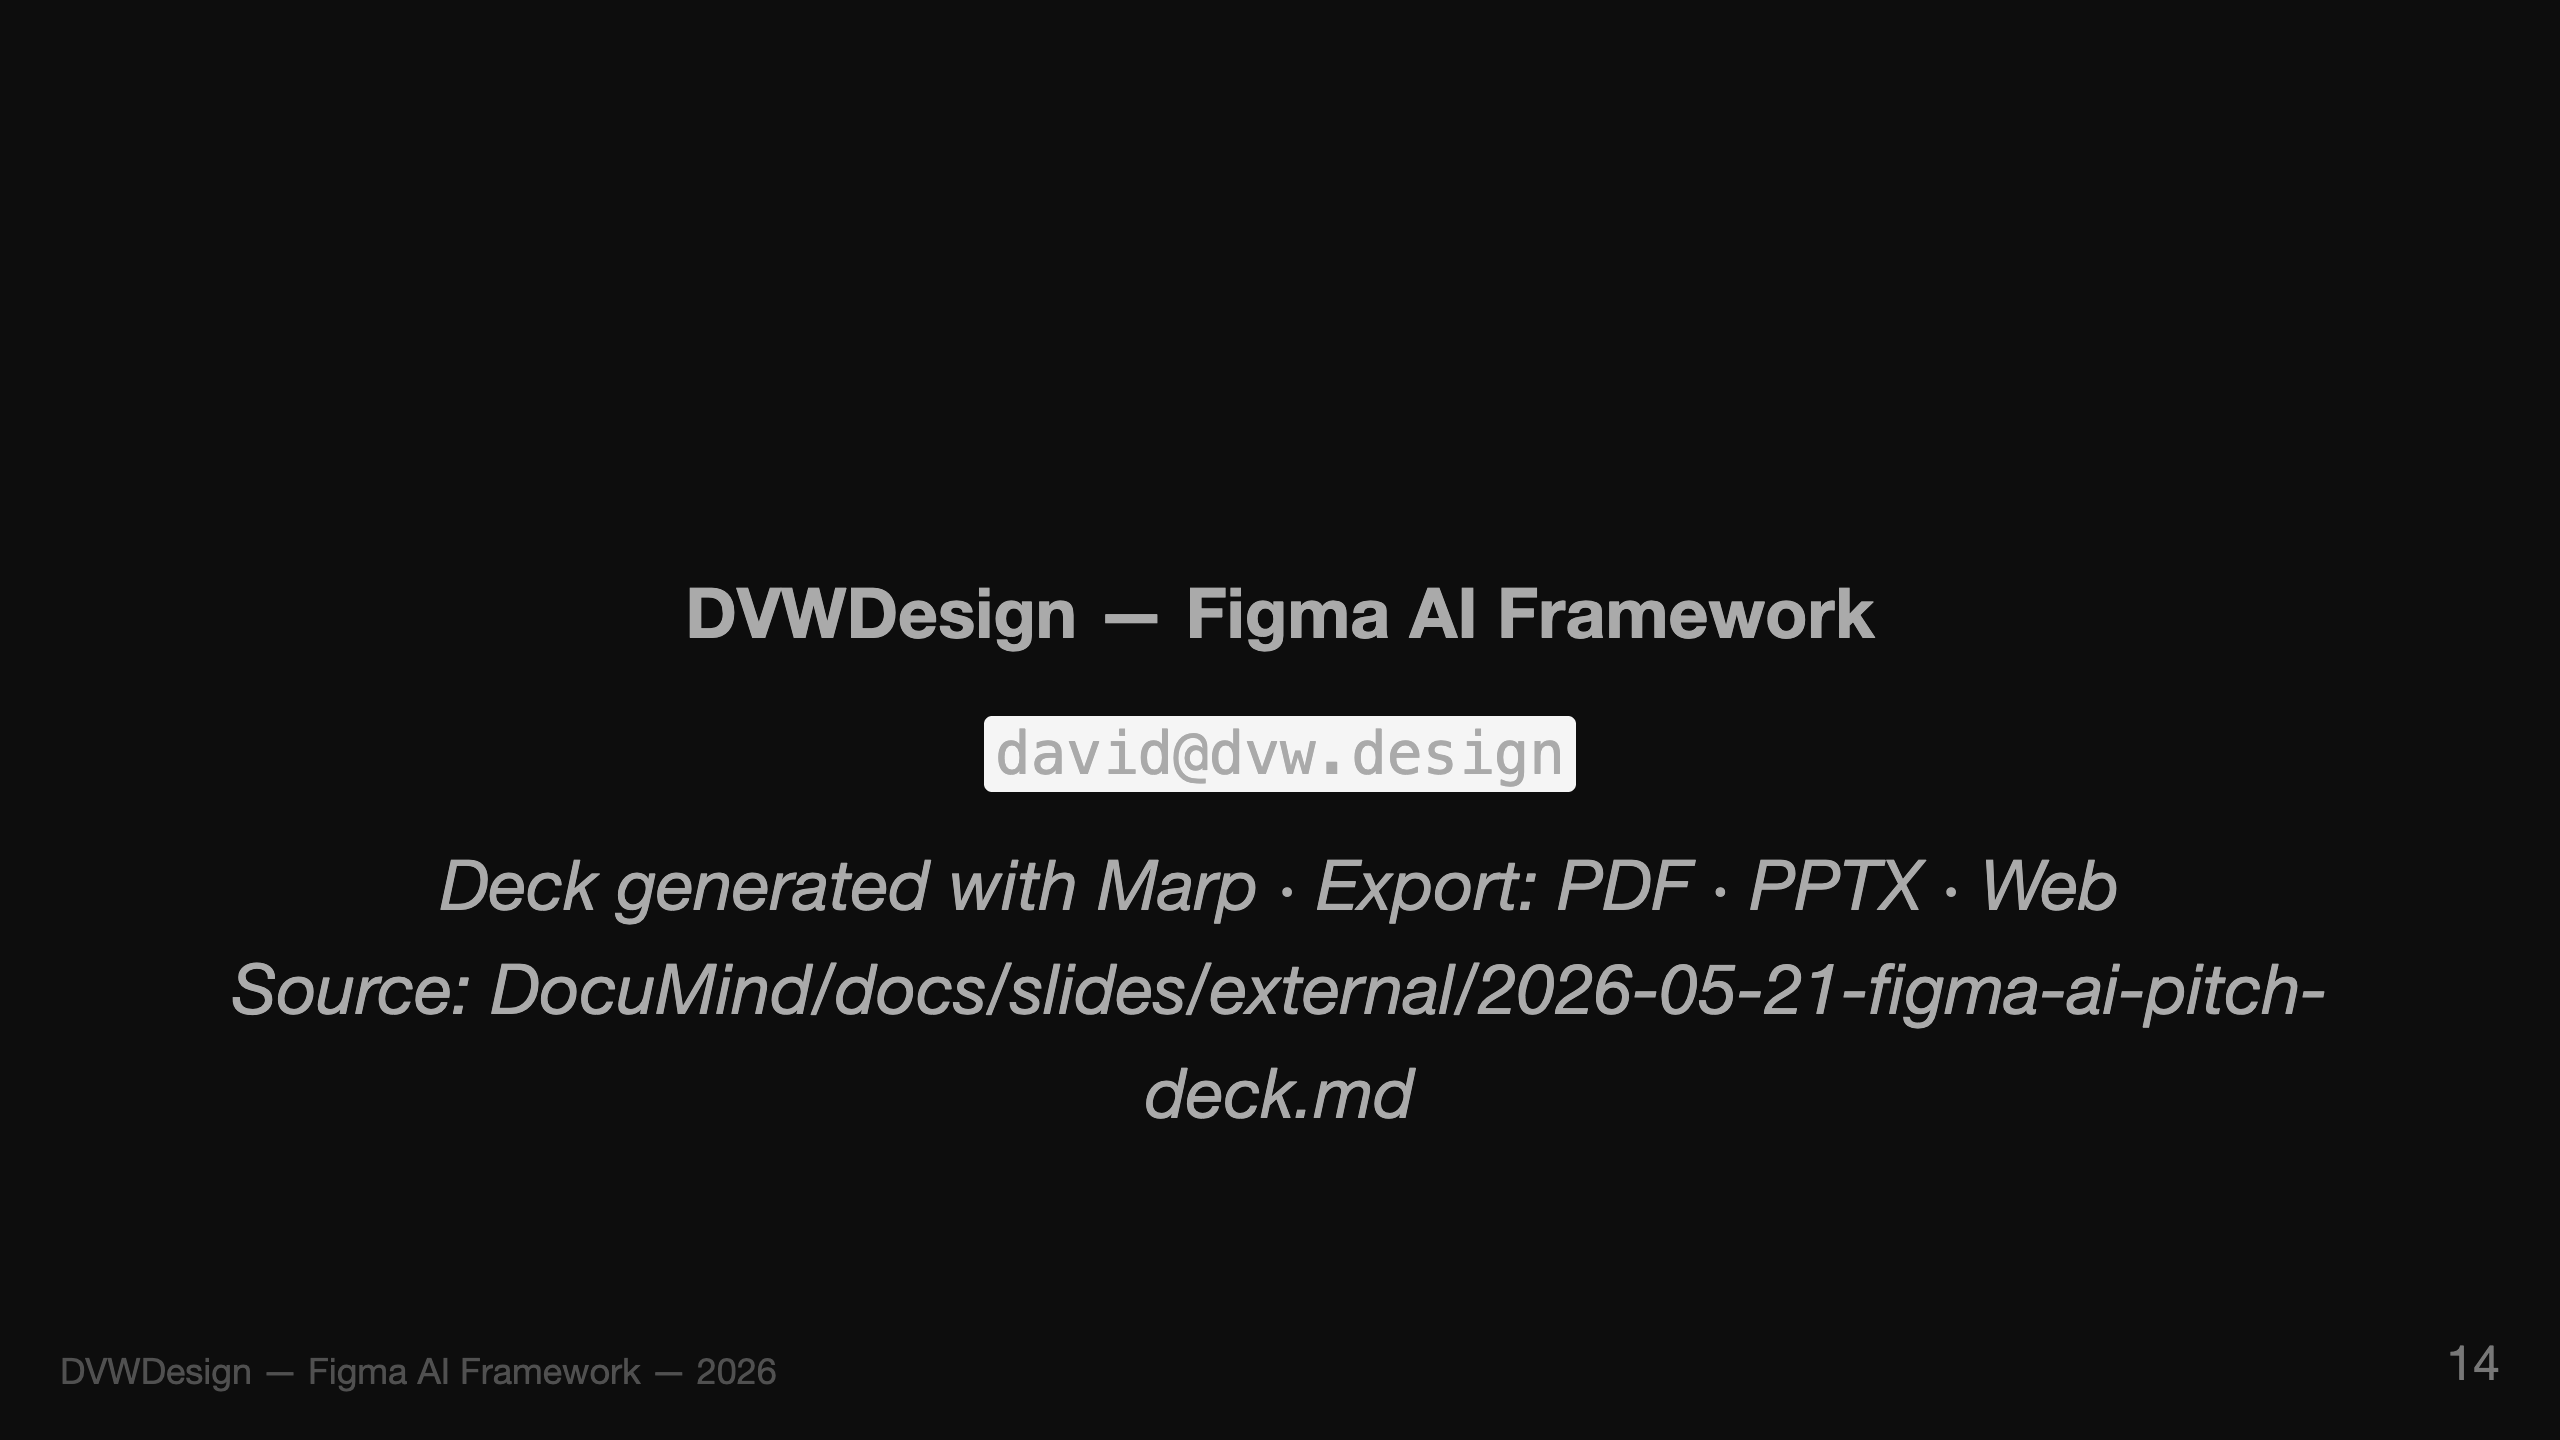 DVWDesign — Figma AI Framework
david@dvw.design
Deck generated with Marp · Export: PDF · PPTX · Web
Source: DocuMind/docs/slides/external/2026-05-21-figma-ai-pitch-
deck.md
DVWDesign — Figma AI Framework — 2026
14